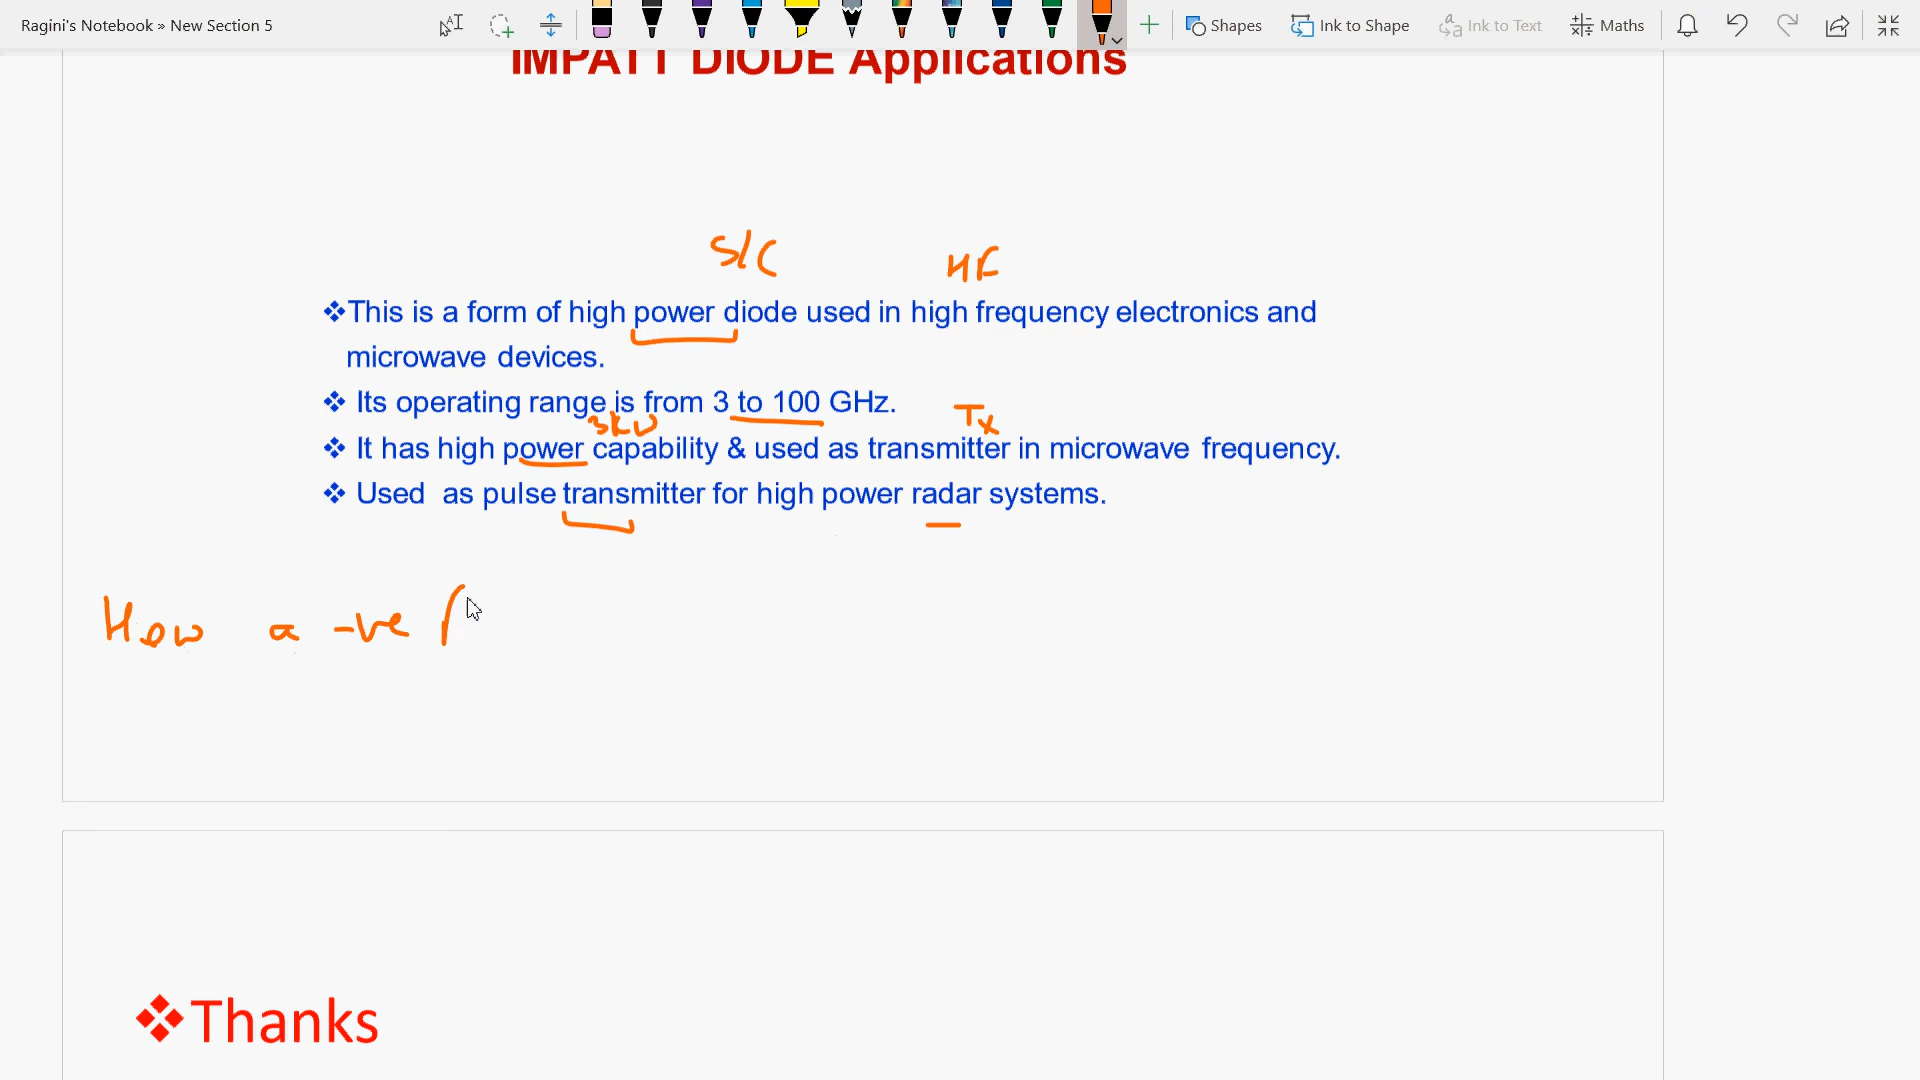 Ragini's Notebook » New Section 5
Shapes Ink to Shape Ink to Text Maths
IMPATT DIODE Applications
S/C HF
❖This is a form of high power diode used in high frequency electronics and
microwave devices.
❖ Its operating range is from 3 to 100 GHz.
3KW Tx
❖ It has high power capability & used as transmitter in microwave frequency.
❖ Used as pulse transmitter for high power radar systems.
How a -ve
❖Thanks